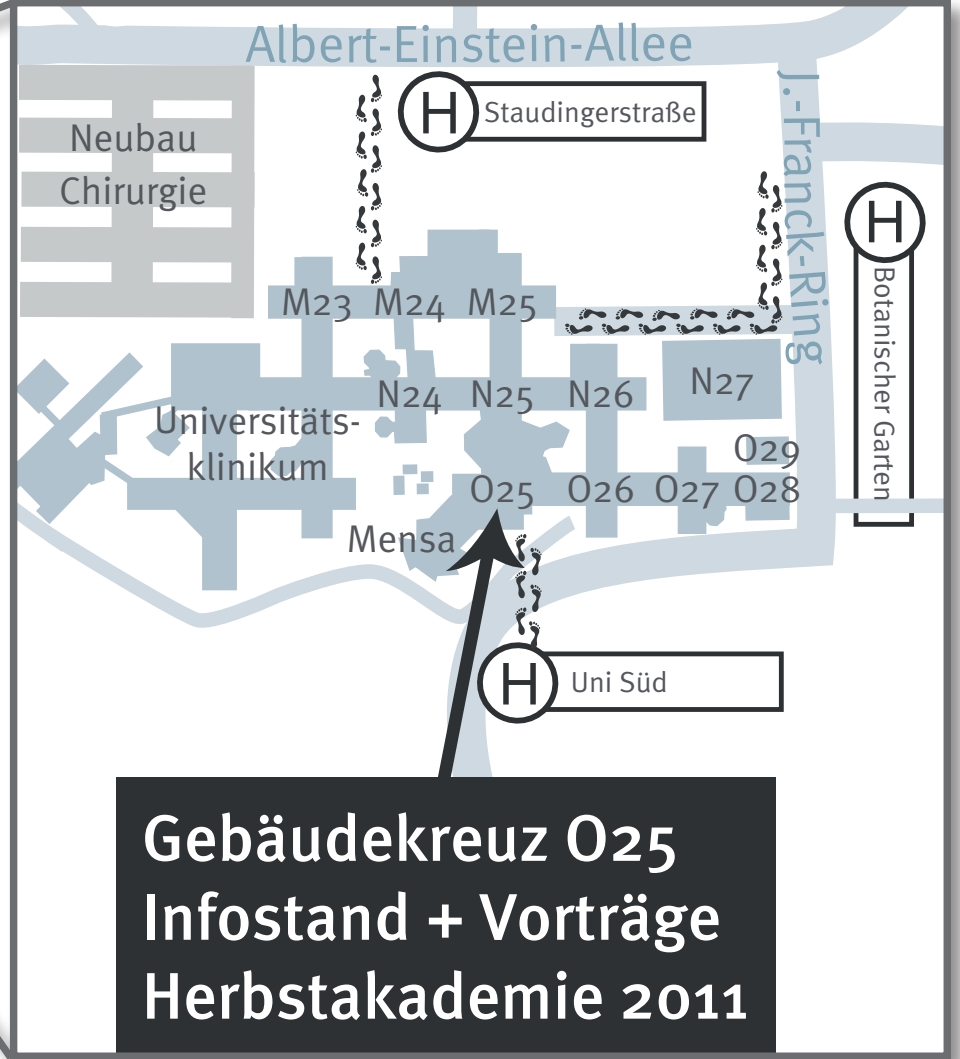 Albert-Einstein-Allee
H
Staudingerstraße
J.-Franck-Ring
Neubau
Chirurgie
H
Botanischer Garten
M23
M24
M25
N24
N25
N26
N27
Universitäts-
klinikum
O29
O25
O26
O27
O28
Mensa
H
Uni Süd
Gebäudekreuz O25
Infostand + Vorträge
Herbstakademie 2011